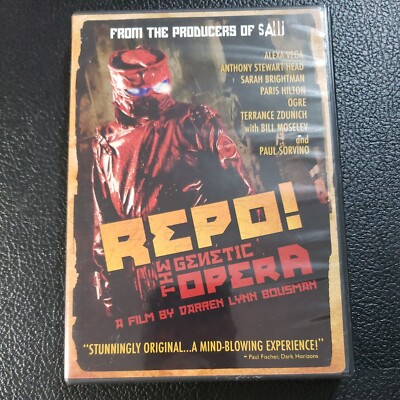 FROM THE PRODUCERS OF SAW
ALEXA VEGA
ANTHONY STEWART HEAD
SARAH BRIGHTMAN
PARIS HILTON
OGRE
TERRANCE ZDUNICH
with BILL MOSELEY
and
PAUL SORVINO
REPO!
THE GENETIC
OPERA
A FILM BY DARREN LYNN BOUSMAN
"STUNNINGLY ORIGINAL...A MIND-BLOWING EXPERIENCE!"
– Paul Fischer, Dark Horizons